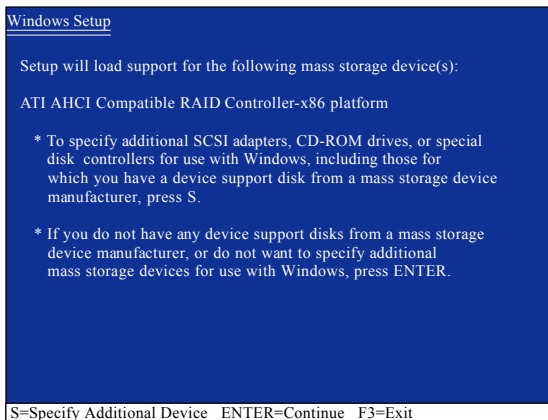 Windows Setup
Setup will load support for the following mass storage device(s):
ATI AHCI Compatible RAID Controller-x86 platform
* To specify additional SCSI adapters, CD-ROM drives, or special
disk controllers for use with Windows, including those for
which you have a device support disk from a mass storage device
manufacturer, press S.
* If you do not have any device support disks from a mass storage
device manufacturer, or do not want to specify additional
mass storage devices for use with Windows, press ENTER.
S=Specify Additional Device ENTER=Continue F3=Exit